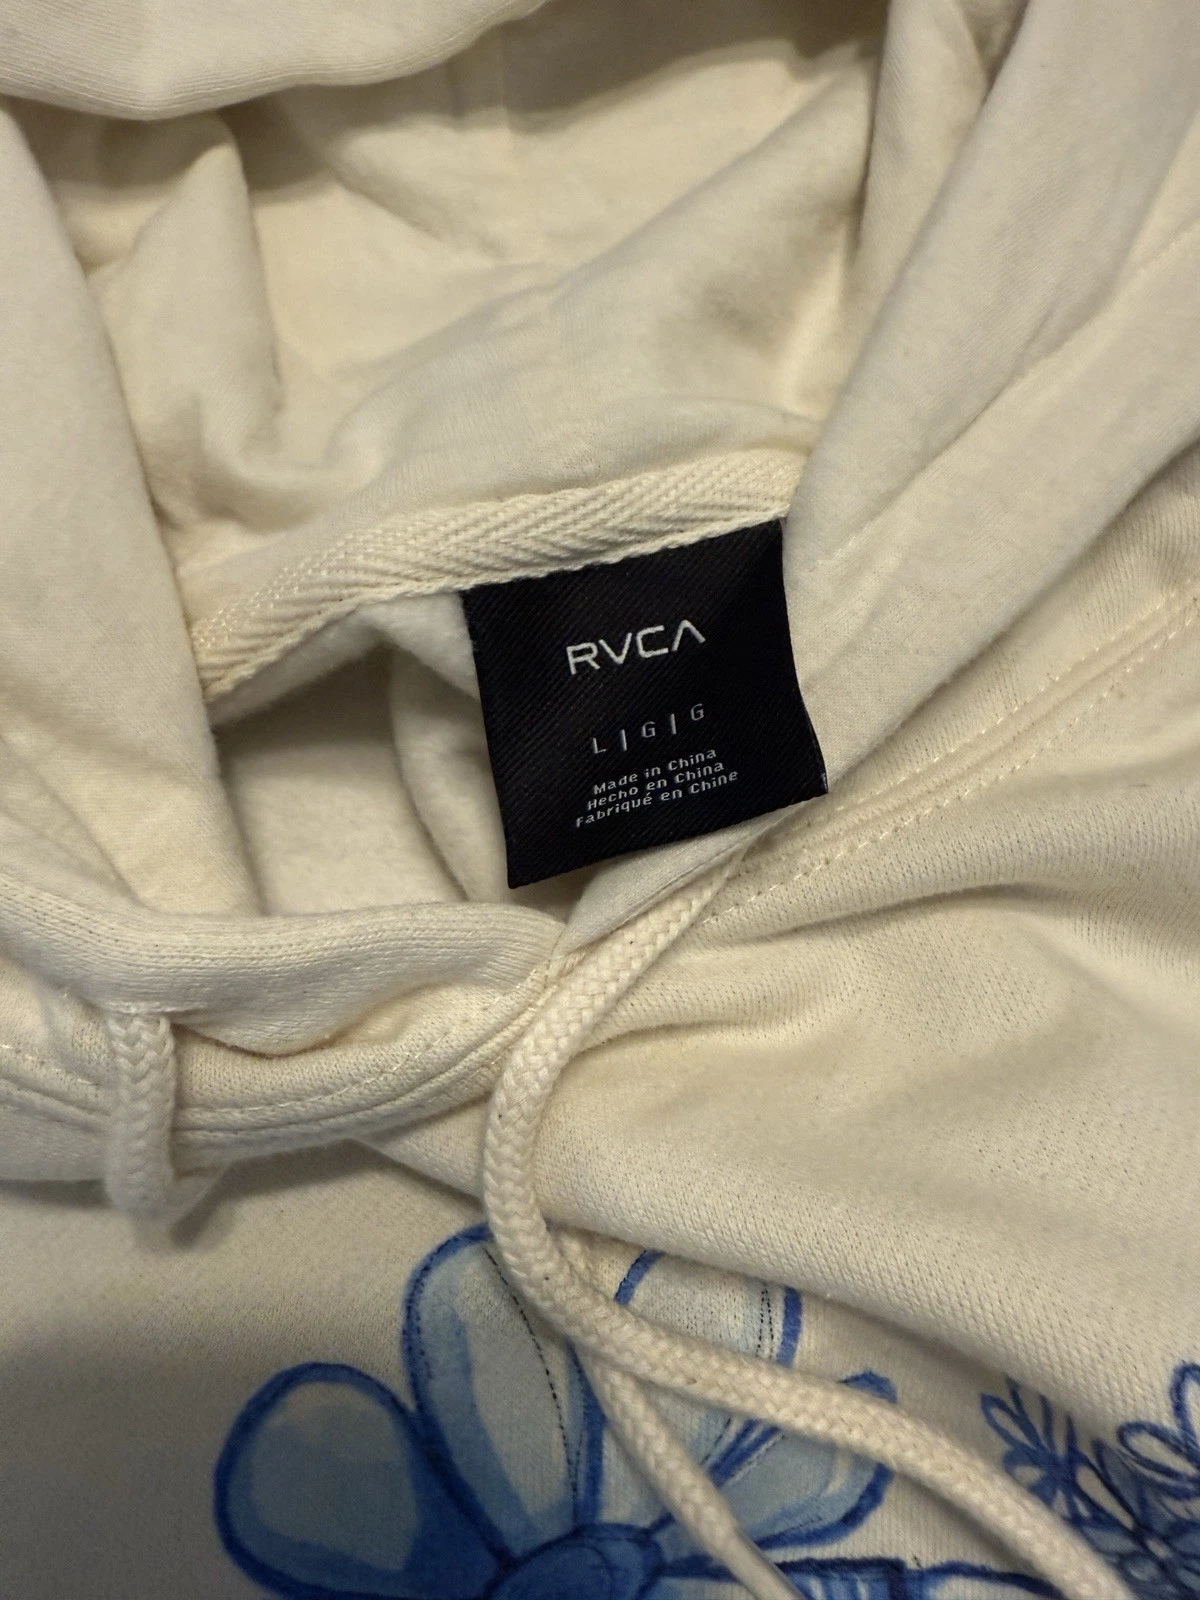 RVCA
L | G | G
Made in China
Hecho en China
Fabriqué en Chine